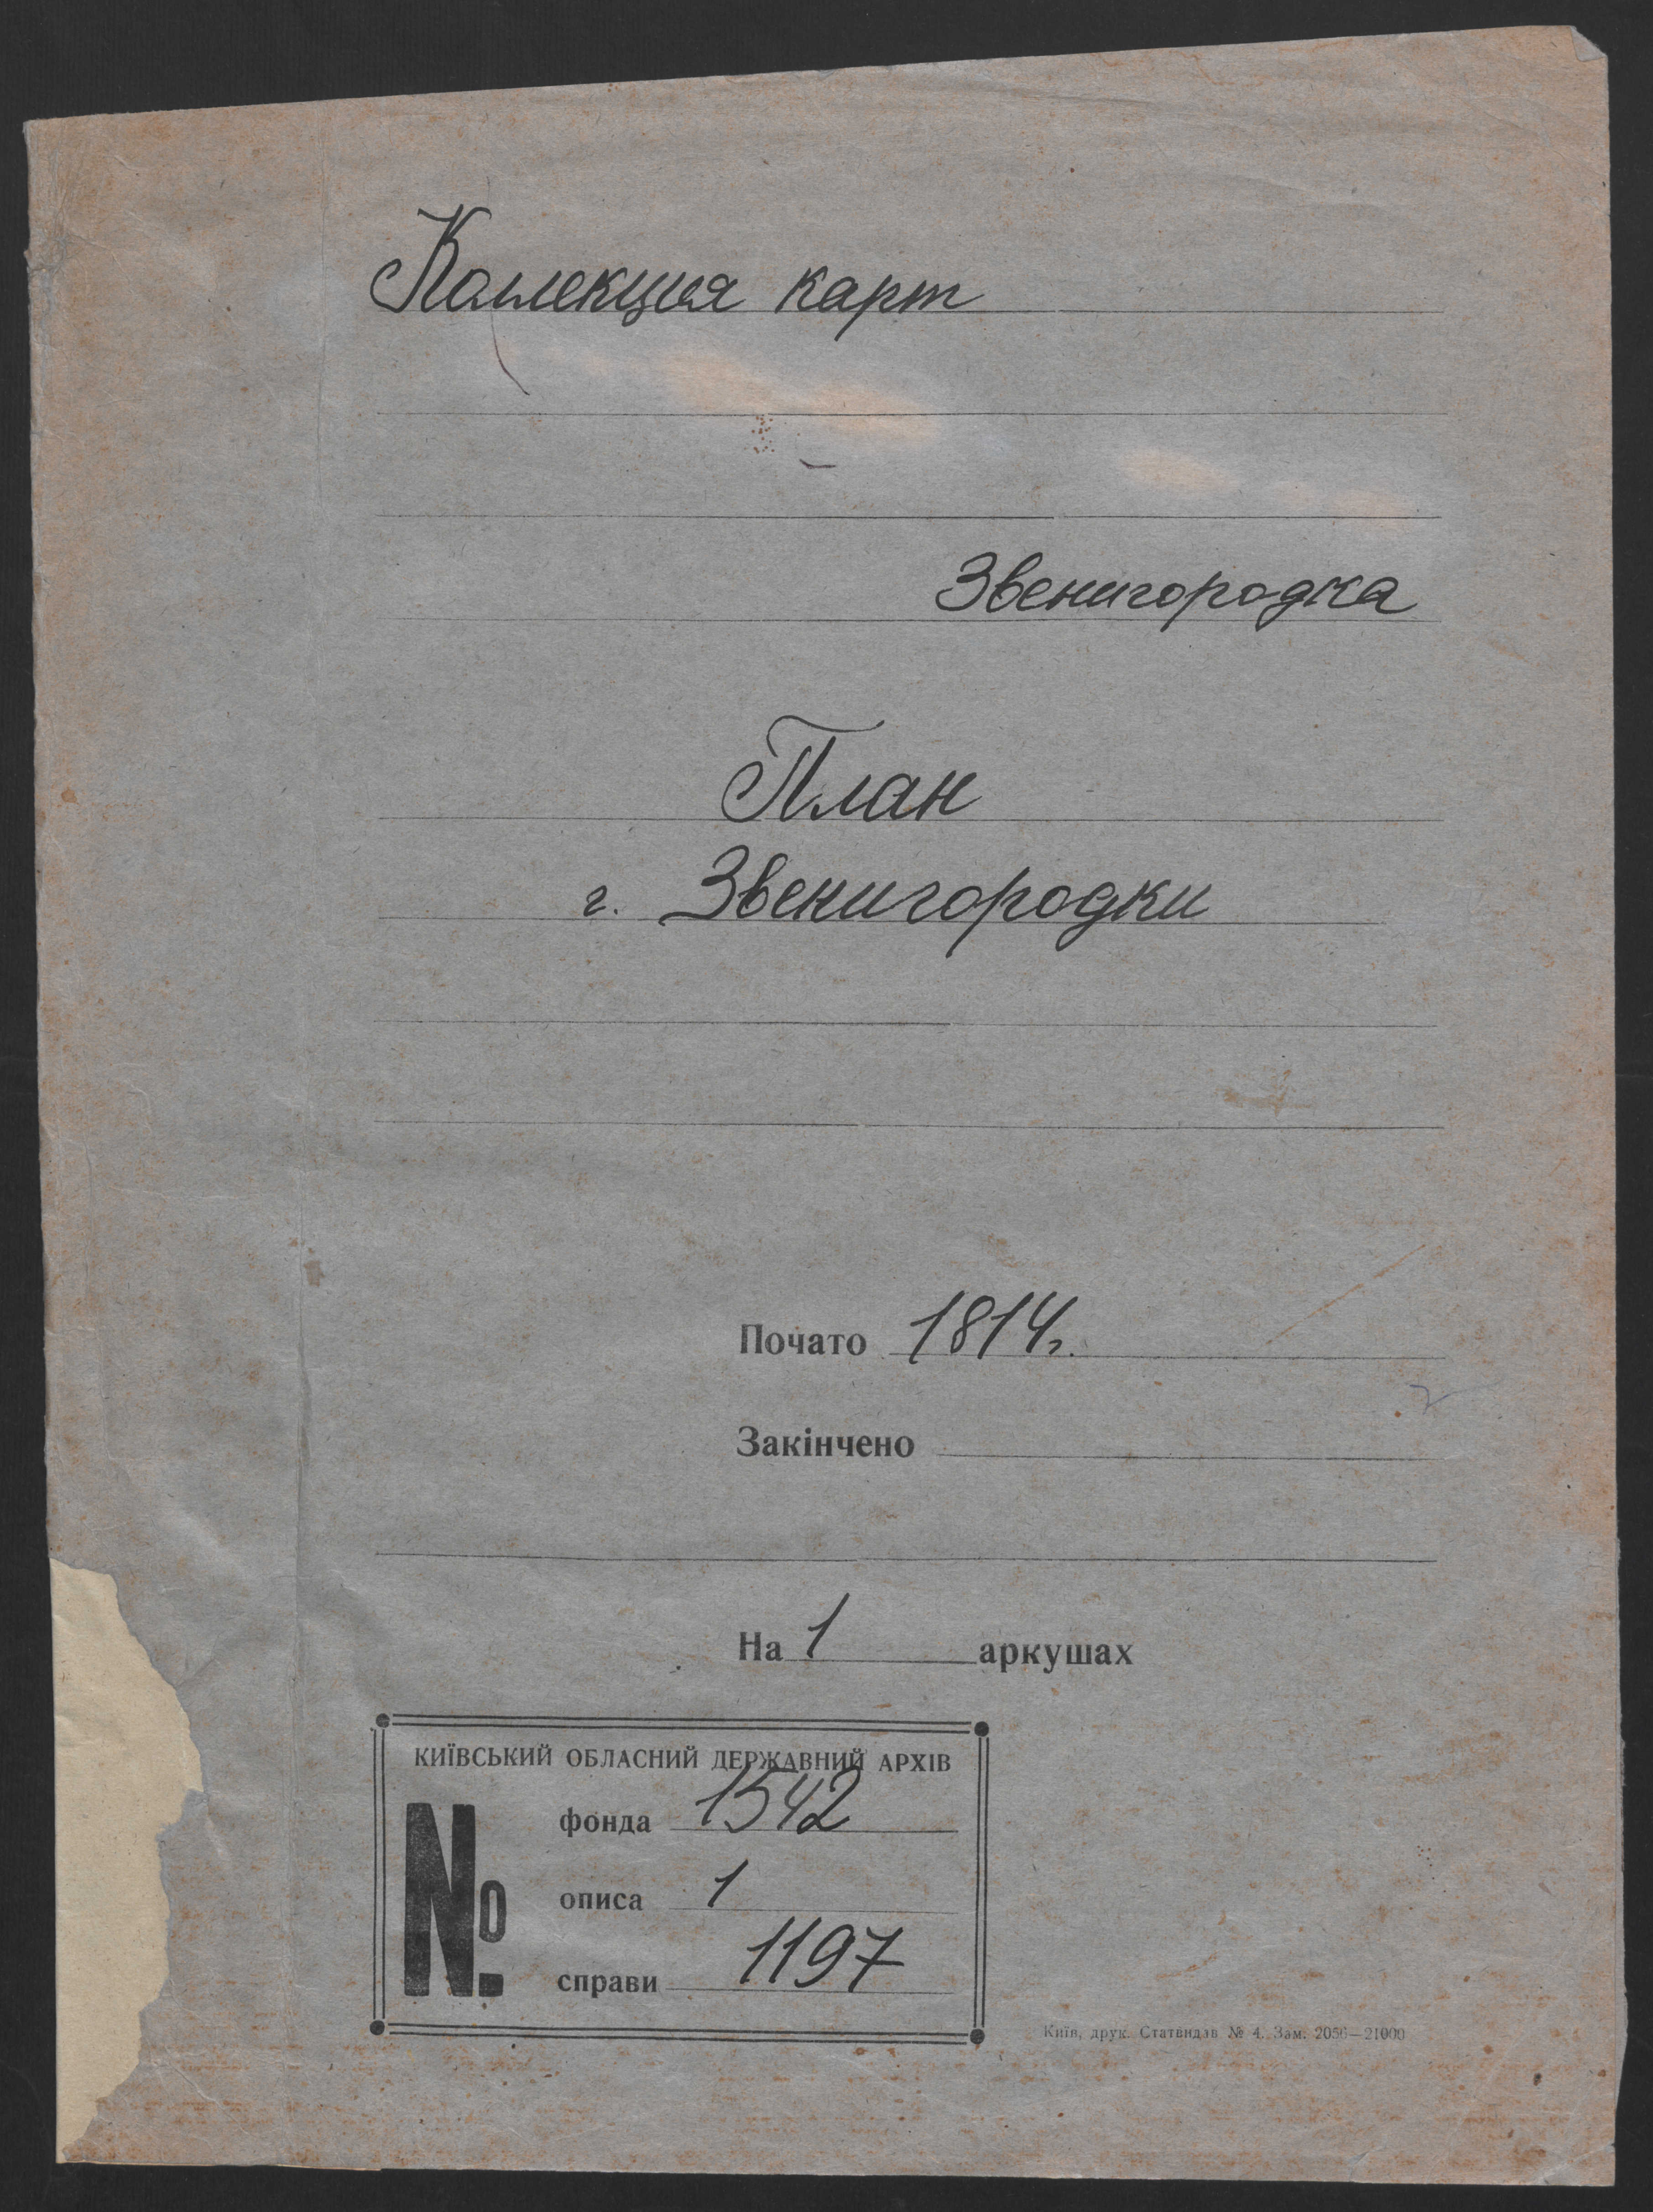 Коллекция карт
Звенигородка
План
г. Звенигородки
Почато 1814г.
Закінчено
На 1 аркушах
КИЇВСЬКИЙ ОБЛАСНИЙ ДЕРЖАВНИЙ АРХІВ
№
фонда 1542
описа 1
справи 1197
Київ, друк. Статвидав № 4. Зам. 2056—21000